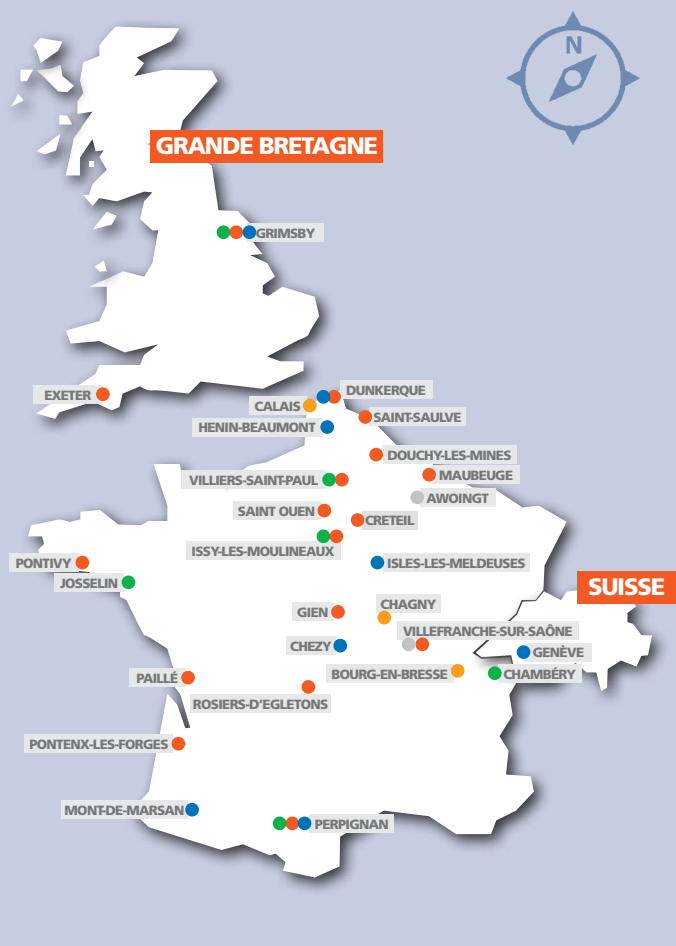 N
GRANDE BRETAGNE
GRIMSBY
EXETER
DUNKERQUE
CALAIS
SAINT-SAULVE
HENIN-BEAUMONT
DOUCHY-LES-MINES
MAUBEUGE
VILLIERS-SAINT-PAUL
AWOINGT
SAINT OUEN
CRETEIL
ISSY-LES-MOULINEAUX
PONTIVY
ISLES-LES-MELDEUSES
JOSSELIN
SUISSE
CHAGNY
GIEN
VILLEFRANCHE-SUR-SAÔNE
CHEZY
GENÈVE
BOURG-EN-BRESSE
CHAMBÉRY
PAILLÉ
ROSIERS-D'EGLETONS
PONTENX-LES-FORGES
MONT-DE-MARSAN
PERPIGNAN